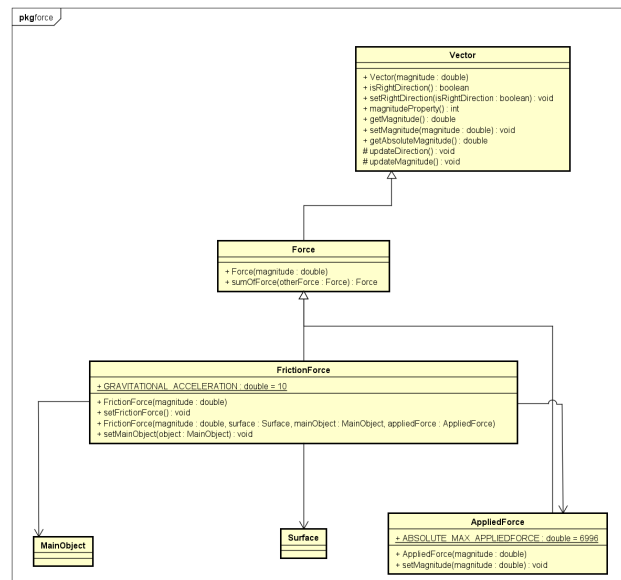 pkg force
Vector
+ Vector(magnitude : double)
+ isRightDirection() : boolean
+ setRightDirection(isRightDirection : boolean) : void
+ magnitudeProperty() : int
+ getMagnitude() : double
+ setMagnitude(magnitude : double) : void
+ getAbsoluteMagnitude() : double
# updateDirection() : void
# updateMagnitude() : void
Force
+ Force(magnitude : double)
+ sumOfForce(otherForce : Force) : Force
FrictionForce
+ GRAVITATIONAL_ACCELERATION : double = 10
+ FrictionForce(magnitude : double)
+ setFrictionForce() : void
+ FrictionForce(magnitude : double, surface : Surface, mainObject : MainObject, appliedForce : AppliedForce)
+ setMainObject(object : MainObject) : void
MainObject
Surface
AppliedForce
+ ABSOLUTE_MAX_APPLIEDFORCE : double = 6996
+ AppliedForce(magnitude : double)
+ setMagnitude(magnitude : double) : void